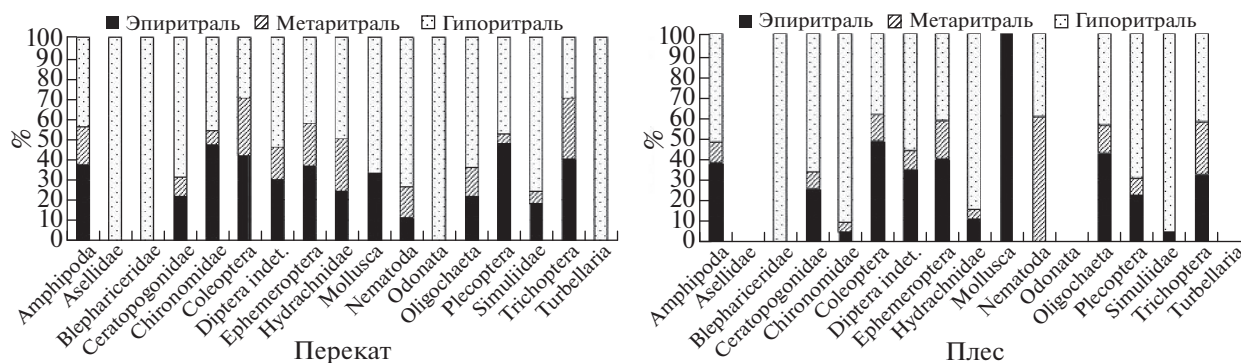 Эпиритраль Метаритраль Гипоритраль
100
90
80
70
60
50
40
30
20
10
0
%
Amphipoda
Asellidae
Blephariceridae
Ceratopogonidae
Chironomidae
Coleoptera
Diptera indet.
Ephemeroptera
Hydrachnidae
Mollusca
Nematoda
Odonata
Oligochaeta
Plecoptera
Simuliidae
Trichoptera
Turbellaria
Перекат
Эпиритраль Метаритраль Гипоритраль
100
90
80
70
60
50
40
30
20
10
0
%
Amphipoda
Asellidae
Blephariceridae
Ceratopogonidae
Chironomidae
Coleoptera
Diptera indet.
Ephemeroptera
Hydrachnidae
Mollusca
Nematoda
Odonata
Oligochaeta
Plecoptera
Simuliidae
Trichoptera
Turbellaria
Плес